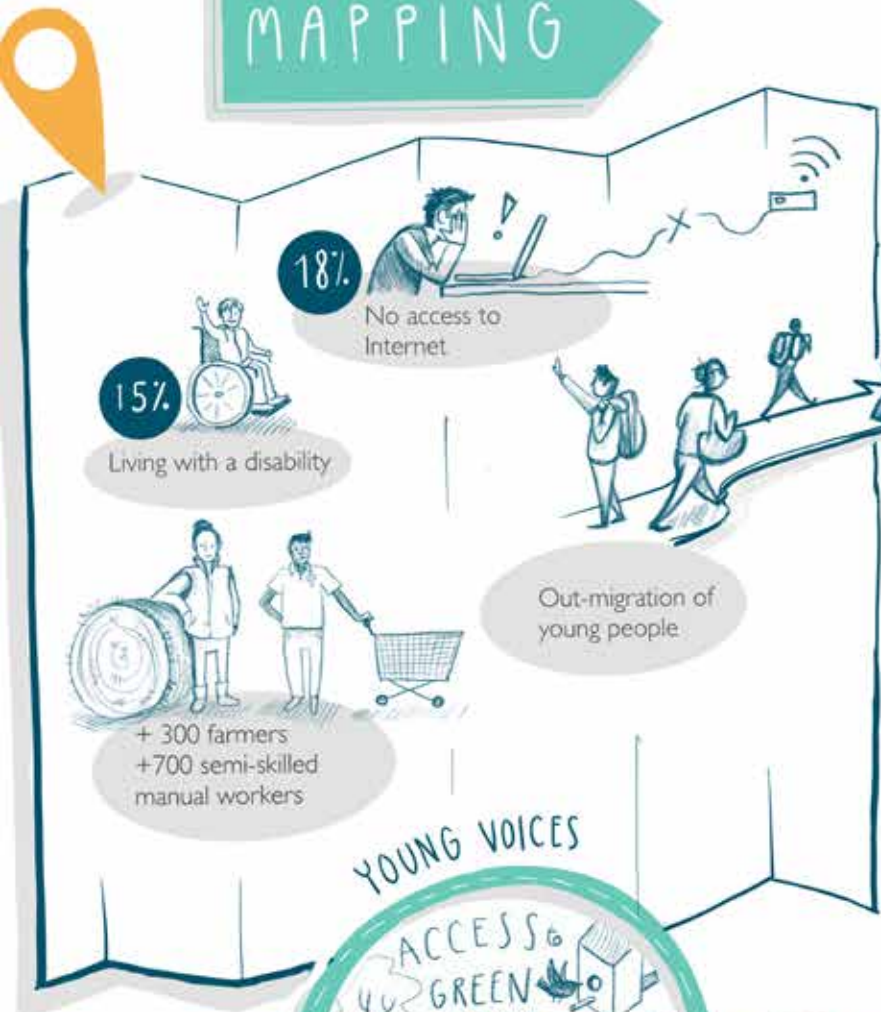 MAPPING
18%
No access to
Internet
15%
Living with a disability
Out-migration of
young people
+ 300 farmers
+700 semi-skilled
manual workers
YOUNG VOICES
ACCESS to
GREEN